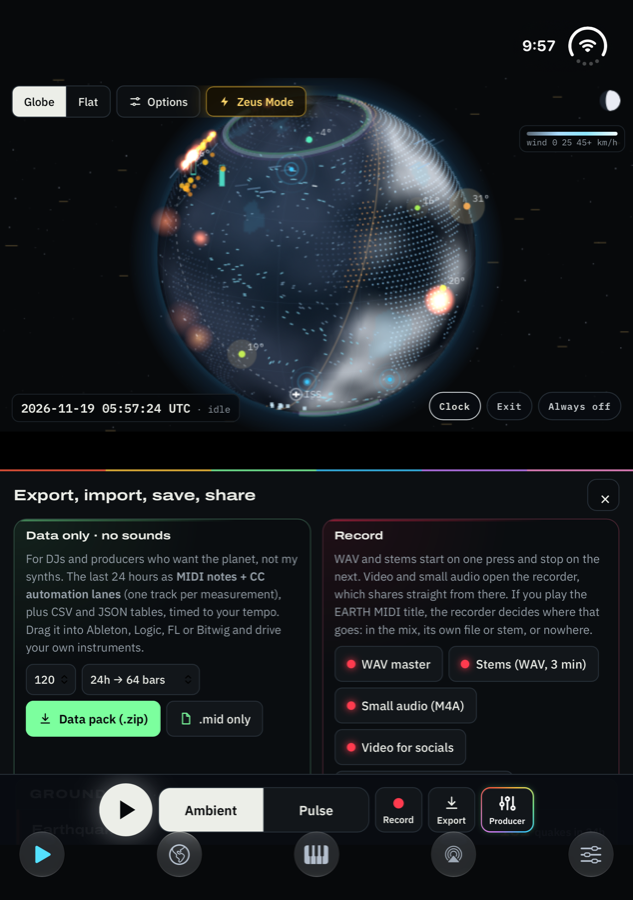 9:57
Globe Flat Options Zeus Mode
wind 0 25 45+ km/h
-4°
16° 31°
20°
19°
ISS
2026-11-19 05:57:24 UTC · idle
Clock Exit Always off
Export, import, save, share
×
Data only · no sounds
For DJs and producers who want the planet, not my
synths. The last 24 hours as MIDI notes + CC
automation lanes (one track per measurement),
plus CSV and JSON tables, timed to your tempo.
Drag it into Ableton, Logic, FL or Bitwig and drive
your own instruments.
120 24h → 64 bars
Data pack (.zip) .mid only
Record
WAV and stems start on one press and stop on the
next. Video and small audio open the recorder,
which shares straight from there. If you play the
EARTH MIDI title, the recorder decides where that
goes: in the mix, its own file or stem, or nowhere.
WAV master Stems (WAV, 3 min)
Small audio (M4A)
Video for socials
Ambient Pulse Record Export Producer